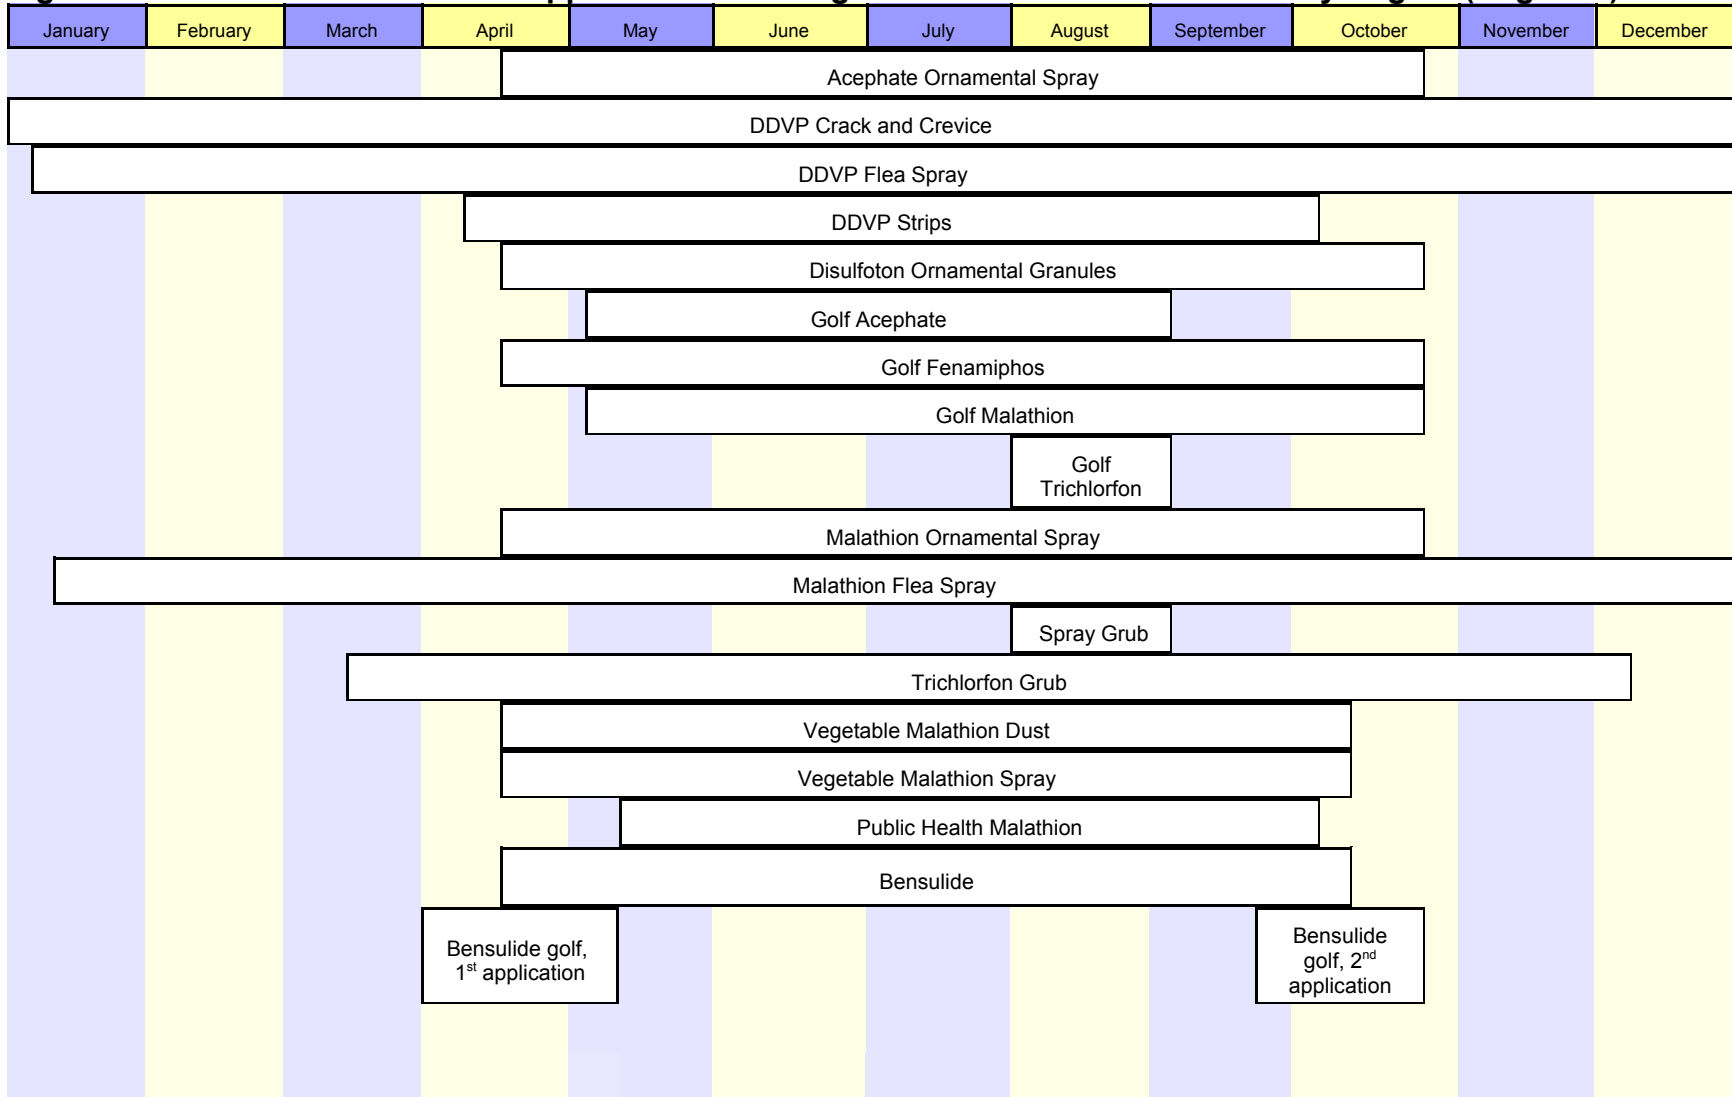 January February March April May June July August September October November December
Acephate Ornamental Spray
DDVP Crack and Crevice
DDVP Flea Spray
DDVP Strips
Disulfoton Ornamental Granules
Golf Acephate
Golf Fenamiphos
Golf Malathion
Golf
Trichlorfon
Malathion Ornamental Spray
Malathion Flea Spray
Spray Grub
Trichlorfon Grub
Vegetable Malathion Dust
Vegetable Malathion Spray
Public Health Malathion
Bensulide
Bensulide golf,
1st application
Bensulide
golf, 2nd
application